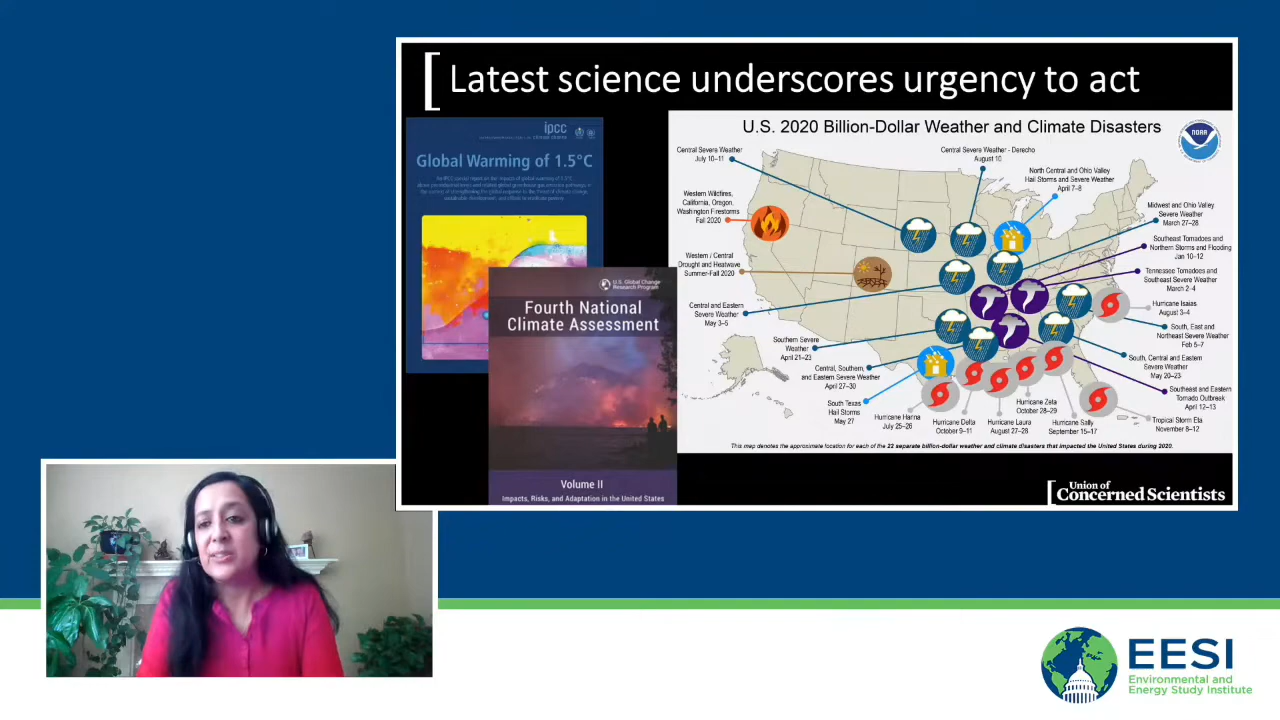 Latest science underscores urgency to act
ipcc
Global Warming of 1.5°C
U.S. Global Change
Research Program
Fourth National
Climate Assessment
Volume II
Impacts, Risks, and Adaptation in the United States
U.S. 2020 Billion-Dollar Weather and Climate Disasters
NOAA
Central Severe Weather
July 10–11
Central Severe Weather - Derecho
August 10
North Central and Ohio Valley
Hail Storms and Severe Weather
April 7–8
Western Wildfires,
California, Oregon,
Washington Firestorms
Fall 2020
Midwest and Ohio Valley
Severe Weather
March 27–28
Southeast Tornadoes and
Northern Storms and Flooding
Jan 10–12
Western / Central
Drought and Heatwave
Summer-Fall 2020
Tennessee Tornadoes and
Southeast Severe Weather
March 2–4
Central and Eastern
Severe Weather
May 3–5
Hurricane Isaias
August 3–4
South, East and
Northeast Severe Weather
Feb 5–7
Southern Severe
Weather
April 21–23
South, Central and Eastern
Severe Weather
May 20–23
Central, Southern,
and Eastern Severe Weather
April 27–30
Southeast and Eastern
Tornado Outbreak
April 12–13
South Texas
Hail Storms
May 27
Hurricane Hanna
July 25–26
Hurricane Delta
October 9–11
Hurricane Laura
August 27–28
Hurricane Zeta
October 28–29
Hurricane Sally
September 15–17
Tropical Storm Eta
November 8–12
This map denotes the approximate location for each of the 22 separate billion-dollar weather and climate disasters that impacted the United States during 2020.
Union of
Concerned Scientists
EESI
Environmental and
Energy Study Institute